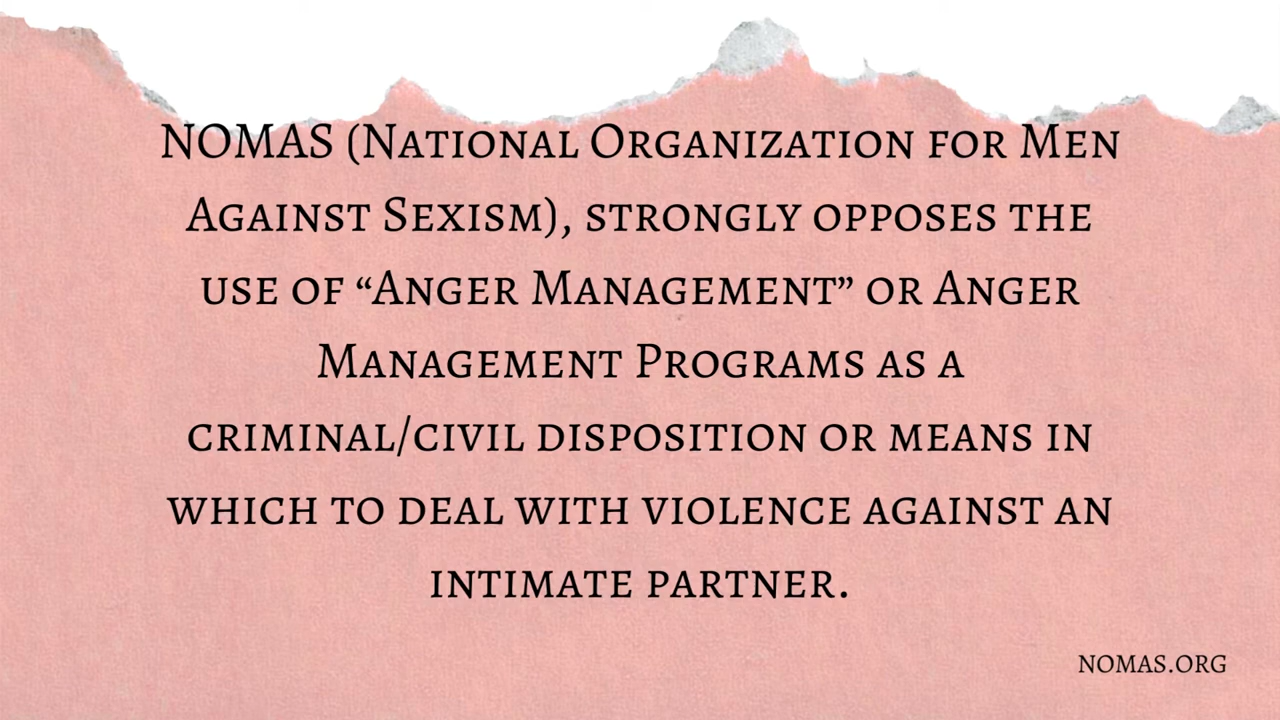 NOMAS (National Organization for Men
Against Sexism), strongly opposes the
use of “Anger Management” or Anger
Management Programs as a
criminal/civil disposition or means in
which to deal with violence against an
intimate partner.
NOMAS.ORG